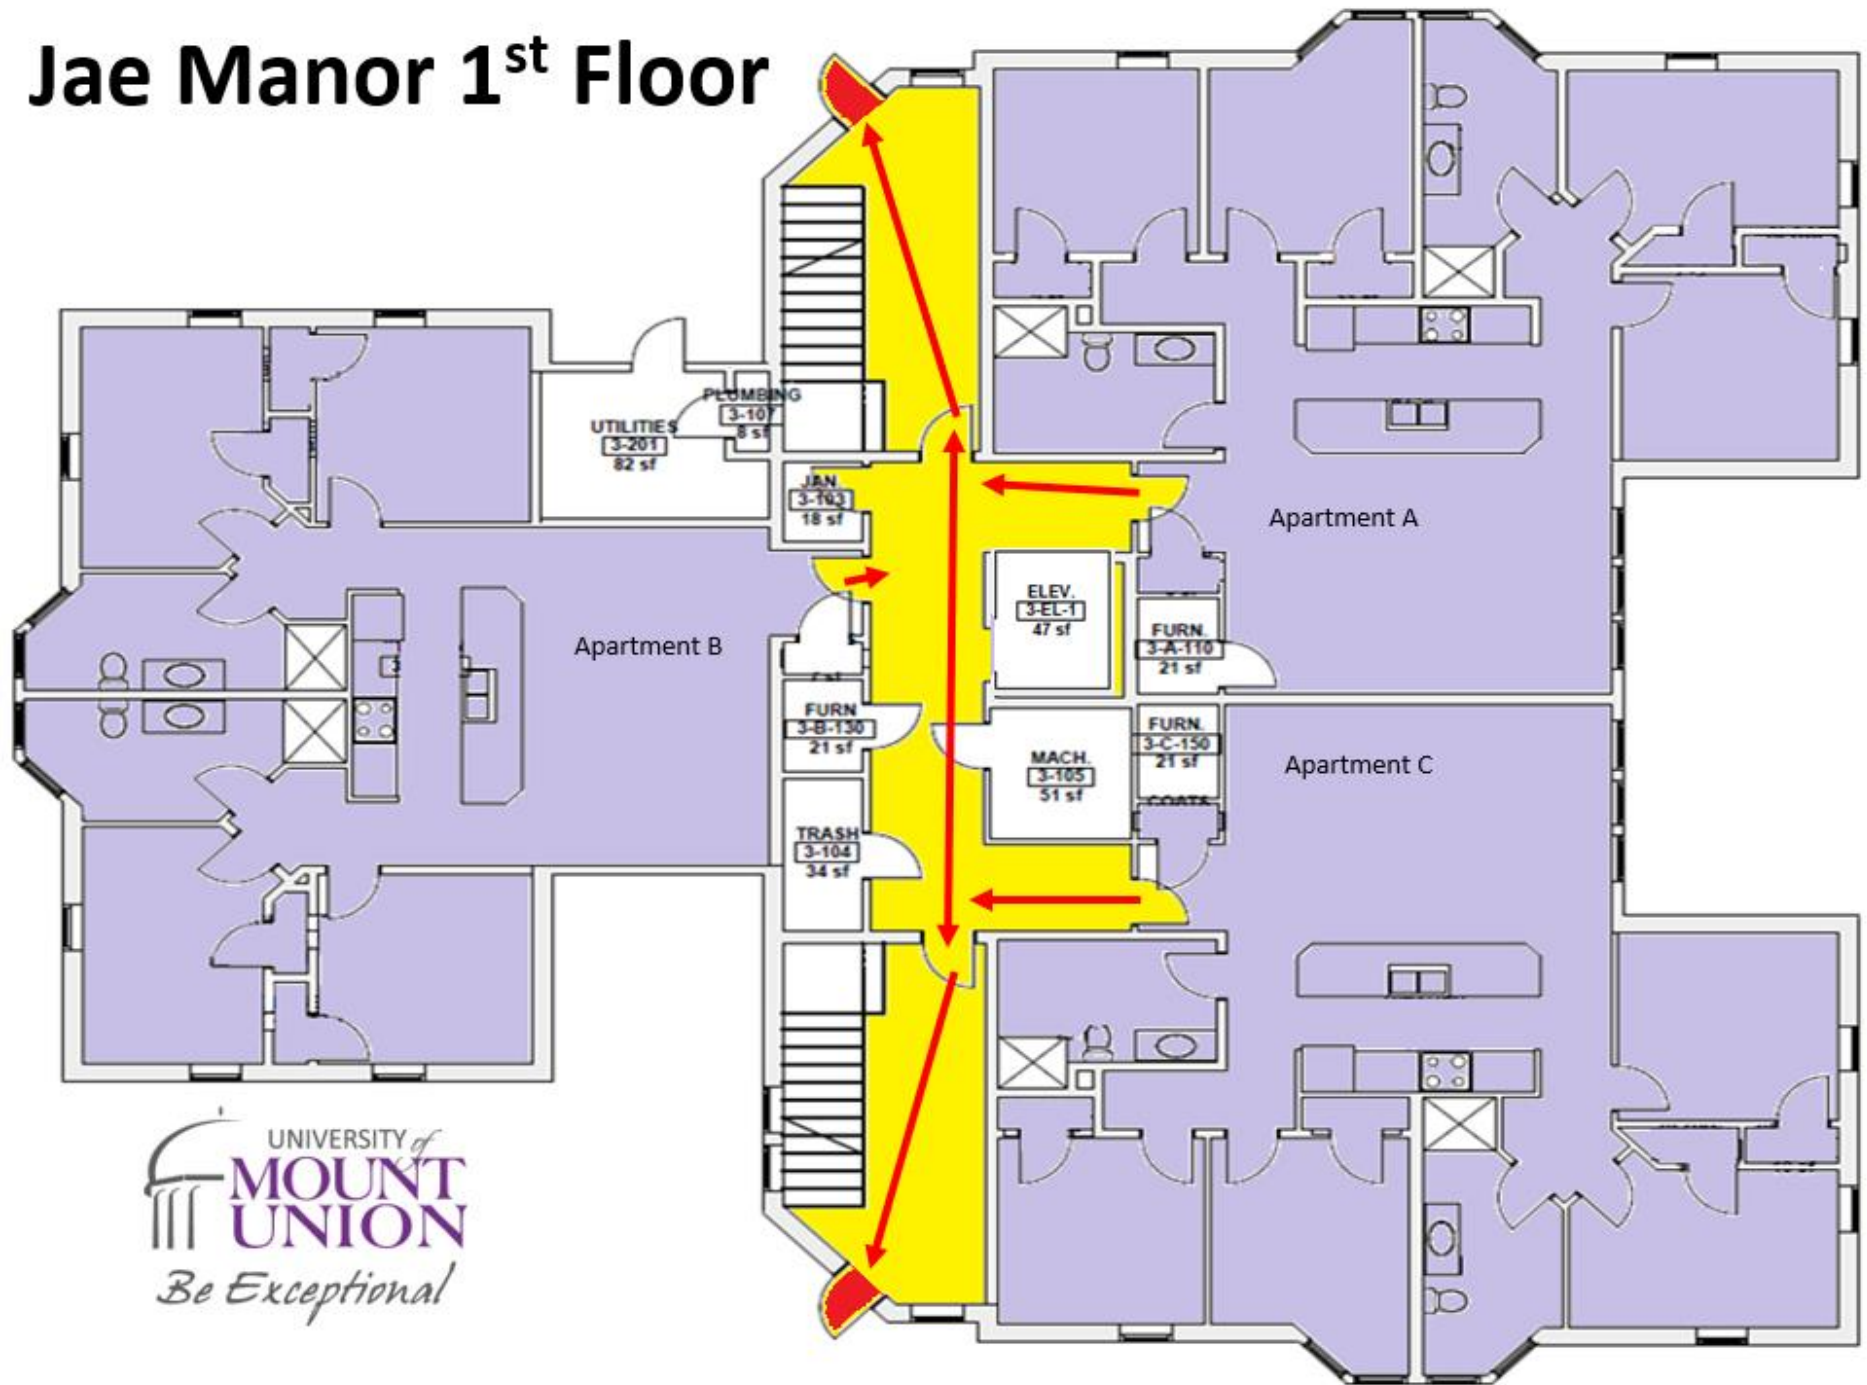 Jae Manor 1st Floor
PLUMBING
3-107
8 sf
UTILITIES
3-201
82 sf
JAN.
3-103
18 sf
Apartment A
ELEV.
3-EL-1
47 sf
FURN.
3-A-110
21 sf
Apartment B
FURN
3-B-130
21 sf
MACH.
3-105
51 sf
FURN.
3-C-150
21 sf
COATS
Apartment C
TRASH
3-104
34 sf
UNIVERSITY of
MOUNT
UNION
Be Exceptional